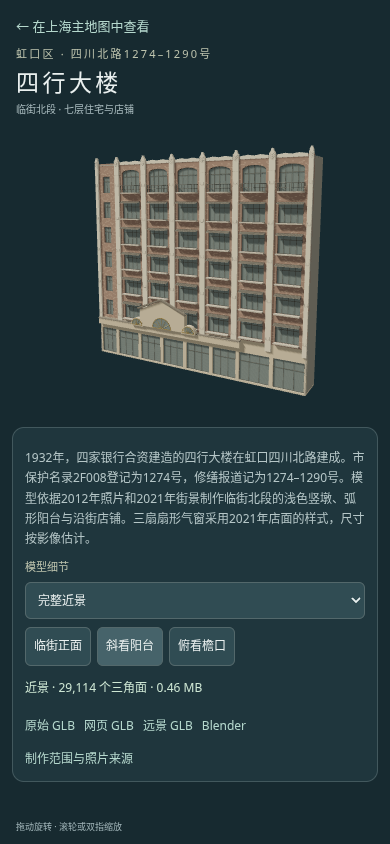 ← 在上海主地图中查看
虹口区 · 四川北路1274–1290号
四行大楼
临街北段 · 七层住宅与店铺
1932年，四家银行合资建造的四行大楼在虹口四川北路建成。市
保护名录2F008登记为1274号，修缮报道记为1274–1290号。模
型依据2012年照片和2021年街景制作临街北段的浅色竖墩、弧
形阳台与沿街店铺。三扇扇形气窗采用2021年店面的样式，尺寸
按影像估计。
模型细节
完整近景
临街正面 斜看阳台 俯看檐口
近景 · 29,114 个三角面 · 0.46 MB
原始 GLB 网页 GLB 远景 GLB Blender
制作范围与照片来源
拖动旋转 · 滚轮或双指缩放